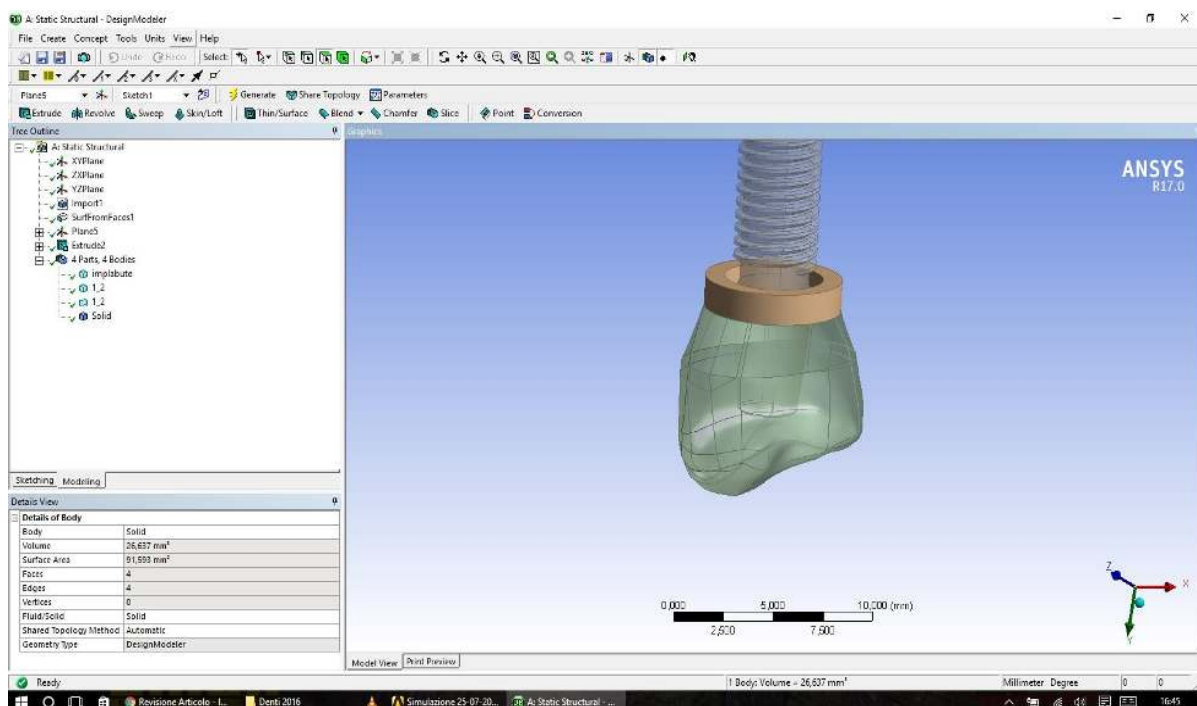 A: Static Structural - DesignModeler
File Create Concept Tools Units View Help
Undo Redo Select:
Plane5 Sketch1 Generate Share Topology Parameters
Extrude Revolve Sweep Skin/Loft Thin/Surface Blend Chamfer Slice Point Conversion
Tree Outline
A: Static Structural
XYPlane
ZXPlane
YZPlane
Import1
SurfFromFaces1
Plane5
Extrude2
4 Parts, 4 Bodies
implabute
1_2
1_2
Solid
Sketching Modeling
Details View
Details of Body
Body Solid
Volume 26,637 mm³
Surface Area 91,593 mm²
Faces 4
Edges 4
Vertices 0
Fluid/Solid Solid
Shared Topology Method Automatic
Geometry Type DesignModeler
Graphics
ANSYS
R17.0
0,000 5,000 10,000 (mm)
2,500 7,500
Z
X
Y
Model View Print Preview
Ready 1 Body: Volume = 26,637 mm³ Millimeter Degree 0 0
Revisione Articolo - I... Denti 2016 Simulazione 25-07-20... A: Static Structural - ... 16:45